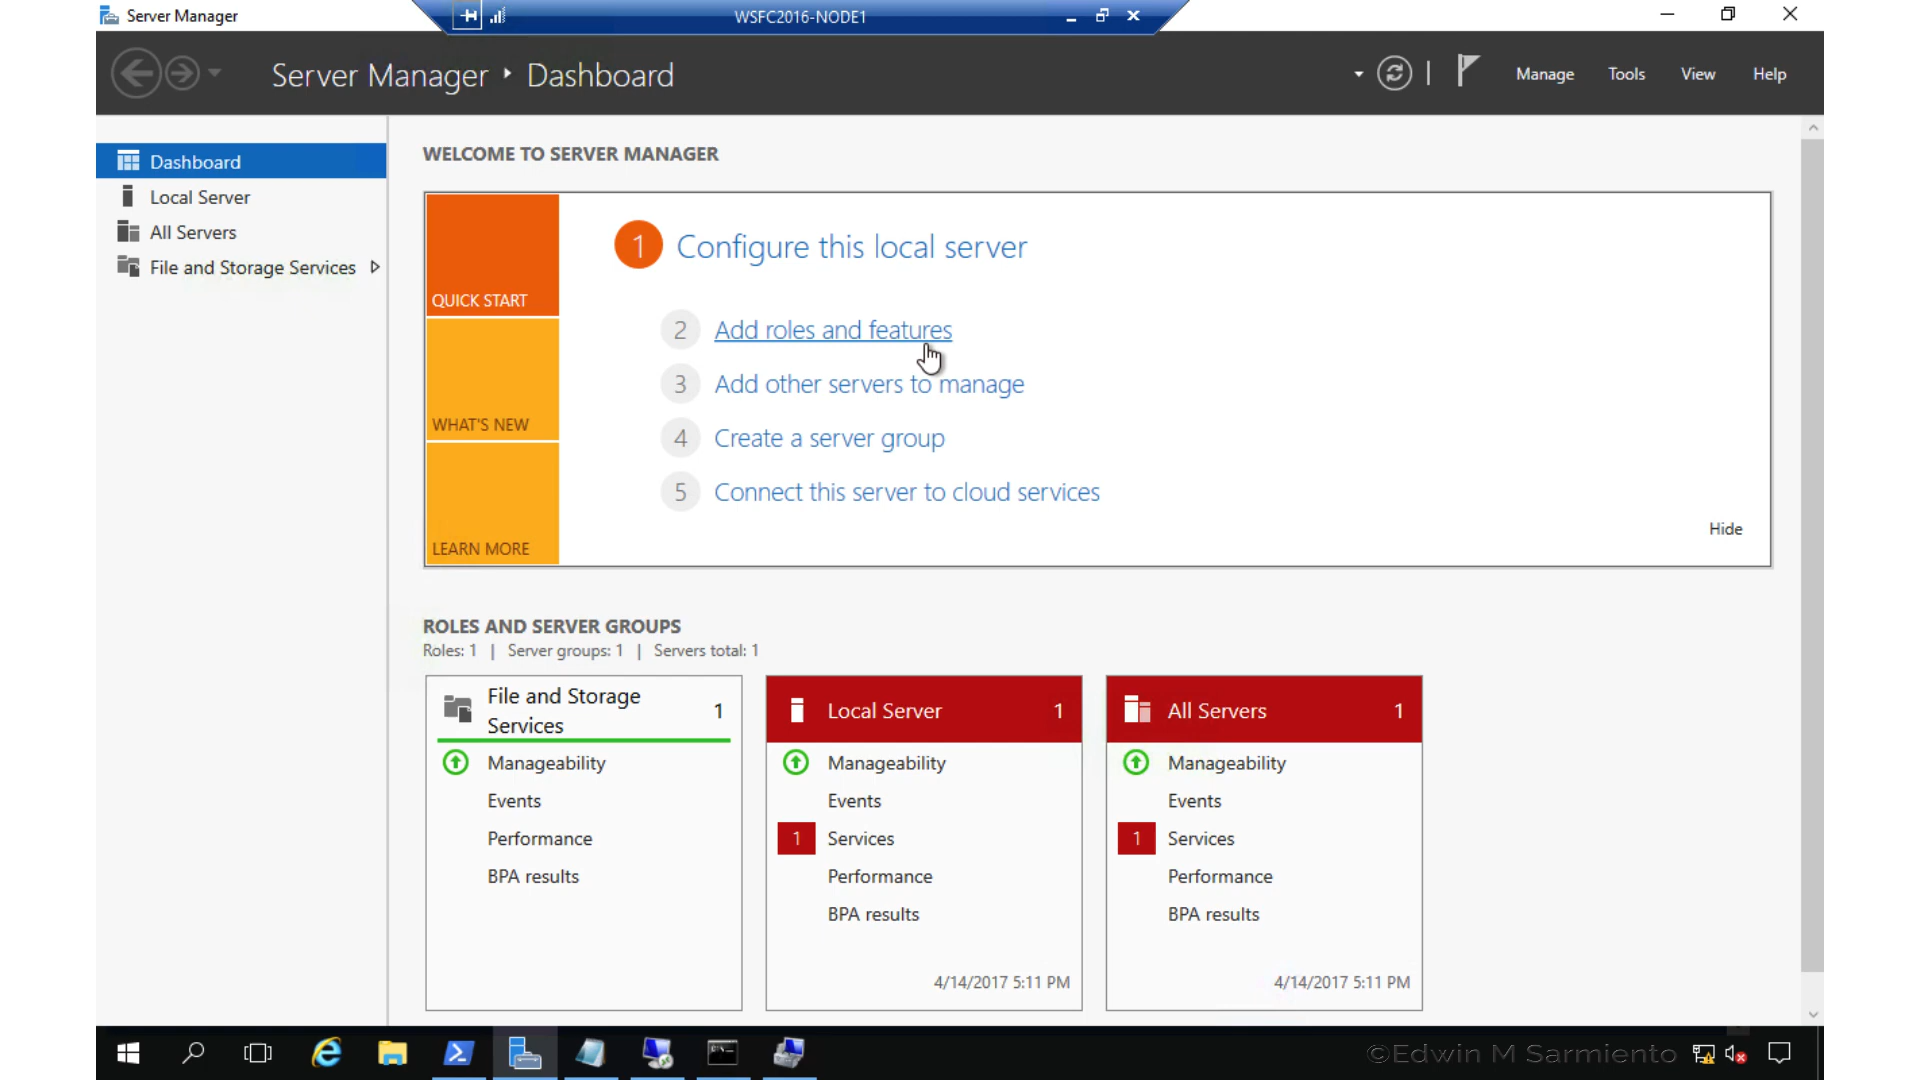 Server Manager
WSFC2016-NODE1
Server Manager ‣ Dashboard
Manage
Tools
View
Help
Dashboard
Local Server
All Servers
File and Storage Services
WELCOME TO SERVER MANAGER
QUICK START
WHAT'S NEW
LEARN MORE
1 Configure this local server
2 Add roles and features
3 Add other servers to manage
4 Create a server group
5 Connect this server to cloud services
Hide
ROLES AND SERVER GROUPS
Roles: 1 | Server groups: 1 | Servers total: 1
File and Storage
Services 1
Manageability
Events
Performance
BPA results
Local Server 1
Manageability
Events
1 Services
Performance
BPA results
4/14/2017 5:11 PM
All Servers 1
Manageability
Events
1 Services
Performance
BPA results
4/14/2017 5:11 PM
©Edwin M Sarmiento